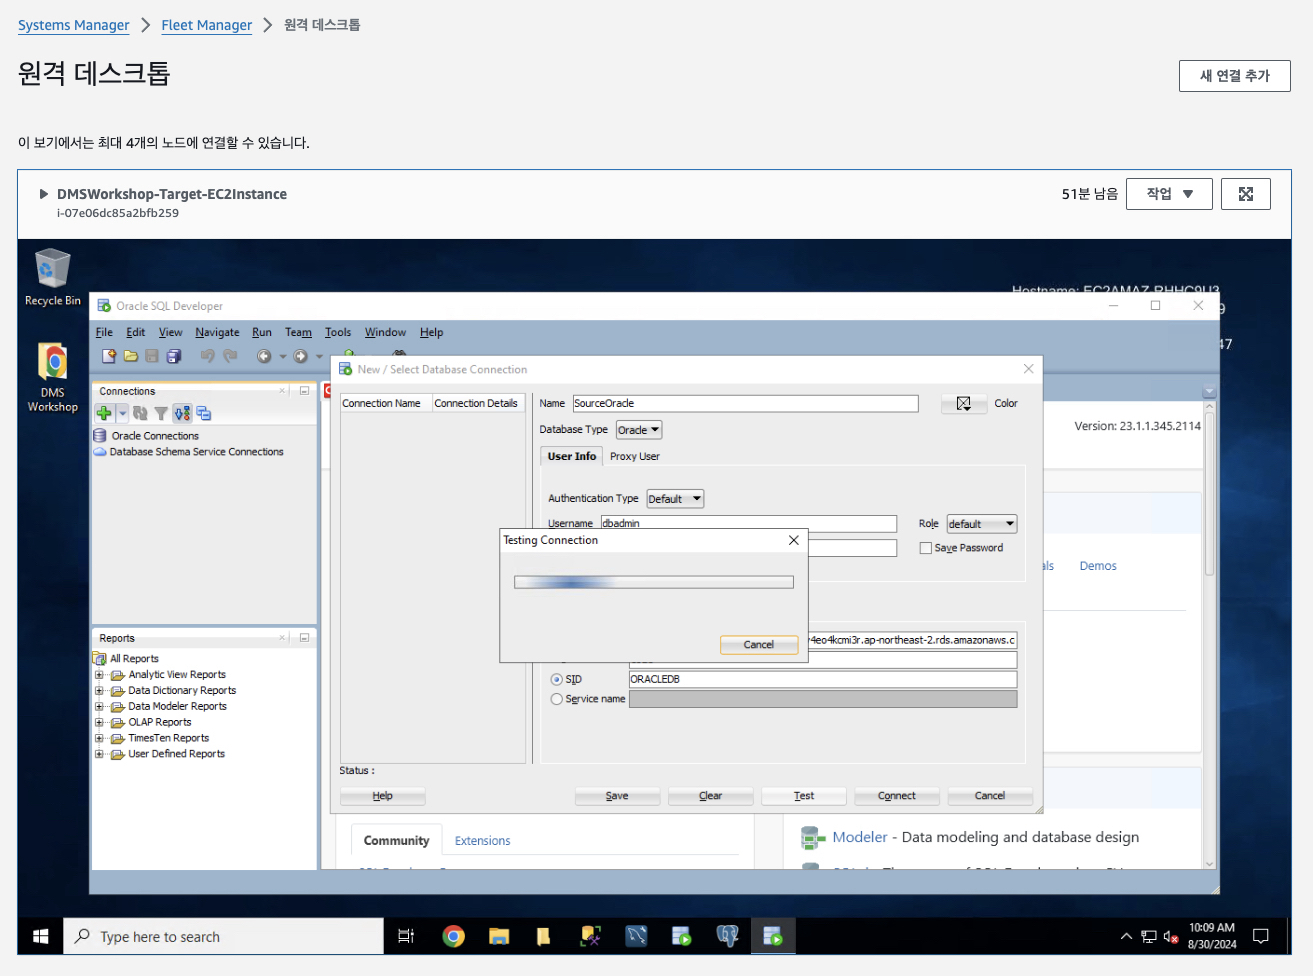 Systems Manager > Fleet Manager > 원격 데스크톱
원격 데스크톱
새 연결 추가
이 보기에서는 최대 4개의 노드에 연결할 수 있습니다.
DMSWorkshop-Target-EC2Instance
i-07e06dc85a2bfb259
51분 남음
작업
Recycle Bin
DMS
Workshop
Oracle SQL Developer
File Edit View Navigate Run Team Tools Window Help
New / Select Database Connection
Connections
Oracle Connections
Database Schema Service Connections
Connection Name Connection Details
Name SourceOracle
Color
Database Type Oracle
User Info Proxy User
Authentication Type Default
Username dbadmin
Role default
Save Password
Testing Connection
Cancel
4eo4kcmi3r.ap-northeast-2.rds.amazonaws.c
SID ORACLEDB
Service name
Status :
Help Save Clear Test Connect Cancel
Version: 23.1.1.345.2114
Demos
Reports
All Reports
Analytic View Reports
Data Dictionary Reports
Data Modeler Reports
OLAP Reports
TimesTen Reports
User Defined Reports
Community Extensions
Modeler - Data modeling and database design
Type here to search
10:09 AM
8/30/2024